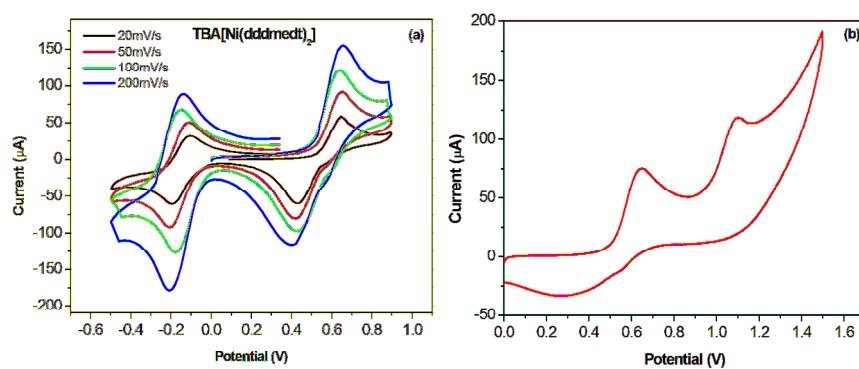 TBA[Ni(dddmedt)2]
(a)
20mV/s
50mV/s
100mV/s
200mV/s
150
100
50
0
-50
-100
-150
-200
Current (µA)
-0.6 -0.4 -0.2 0.0 0.2 0.4 0.6 0.8 1.0
Potential (V)
(b)
200
150
100
50
0
-50
Current (µA)
0.0 0.2 0.4 0.6 0.8 1.0 1.2 1.4 1.6
Potential (V)